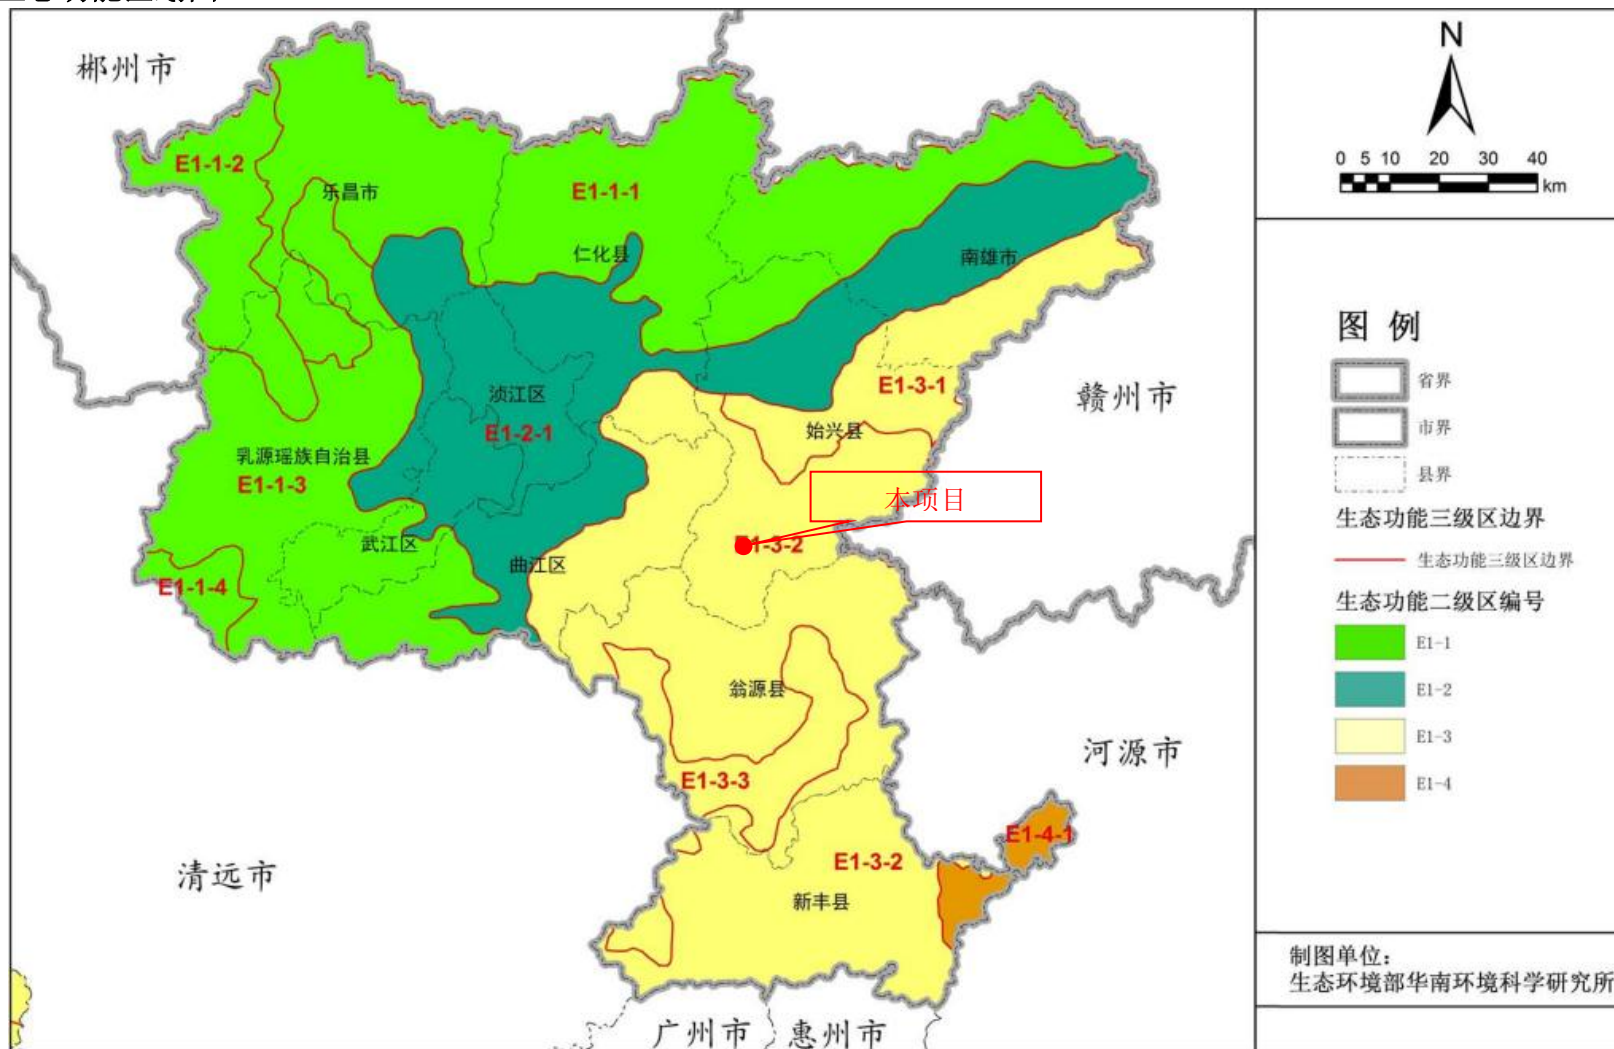 郴州市
N
0 5 10 20 30 40
km
E1-1-2
乐昌市
E1-1-1
仁化县
南雄市
图 例
省界
市界
县界
生态功能三级区边界
生态功能三级区边界
生态功能二级区编号
E1-1
E1-2
E1-3
E1-4
浈江区
E1-2-1
E1-3-1
赣州市
始兴县
乳源瑶族自治县
E1-1-3
本项目
武江区
曲江区
1-3-2
E1-1-4
翁源县
E1-3-3
河源市
E1-4-1
E1-3-2
清远市
新丰县
制图单位：
生态环境部华南环境科学研究所
广州市
惠州市